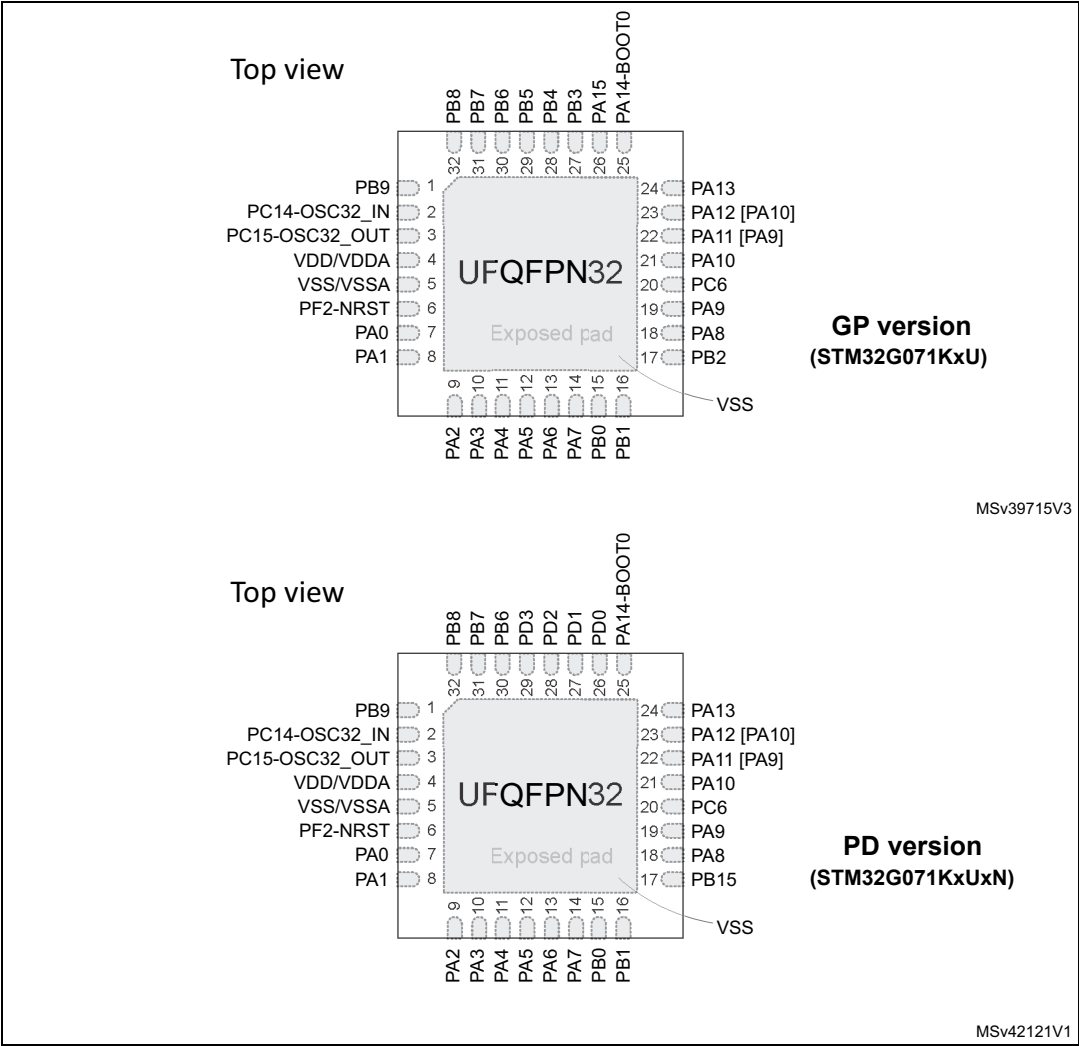 Top view
PB8 PB7 PB6 PB5 PB4 PB3 PA15 PA14-BOOT0
32 31 30 29 28 27 26 25
PB9 1 24 PA13
PC14-OSC32_IN 2 23 PA12 [PA10]
PC15-OSC32_OUT 3 22 PA11 [PA9]
VDD/VDDA 4 21 PA10
VSS/VSSA 5 20 PC6
UFQFPN32
PF2-NRST 6 19 PA9
PA0 7 18 PA8
Exposed pad
PA1 8 17 PB2
GP version
(STM32G071KxU)
9 10 11 12 13 14 15 16
VSS
PA2 PA3 PA4 PA5 PA6 PA7 PB0 PB1
MSv39715V3
Top view
PB8 PB7 PB6 PD3 PD2 PD1 PD0 PA14-BOOT0
32 31 30 29 28 27 26 25
PB9 1 24 PA13
PC14-OSC32_IN 2 23 PA12 [PA10]
PC15-OSC32_OUT 3 22 PA11 [PA9]
VDD/VDDA 4 21 PA10
VSS/VSSA 5 20 PC6
UFQFPN32
PF2-NRST 6 19 PA9
PA0 7 18 PA8
Exposed pad
PA1 8 17 PB15
PD version
(STM32G071KxUxN)
9 10 11 12 13 14 15 16
VSS
PA2 PA3 PA4 PA5 PA6 PA7 PB0 PB1
MSv42121V1